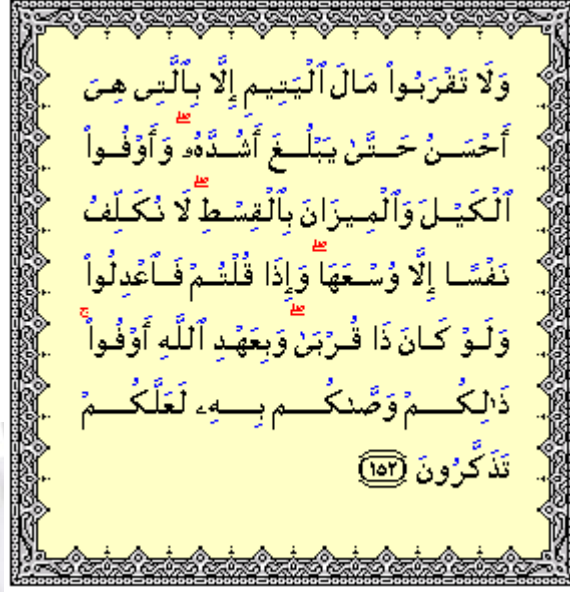 وَلَا تَقْرَبُوا۟ مَالَ ٱلْيَتِيمِ إِلَّا بِٱلَّتِى هِىَ
أَحْسَنُ حَتَّىٰ يَبْلُغَ أَشُدَّهُۥ ۖ وَأَوْفُوا۟
ٱلْكَيْلَ وَٱلْمِيزَانَ بِٱلْقِسْطِ ۖ لَا نُكَلِّفُ
نَفْسًا إِلَّا وُسْعَهَا ۖ وَإِذَا قُلْتُمْ فَٱعْدِلُوا۟
وَلَوْ كَانَ ذَا قُرْبَىٰ ۖ وَبِعَهْدِ ٱللَّهِ أَوْفُوا۟ ۚ
ذَٰلِكُمْ وَصَّىٰكُم بِهِۦ لَعَلَّكُمْ
تَذَكَّرُونَ ١٥٢